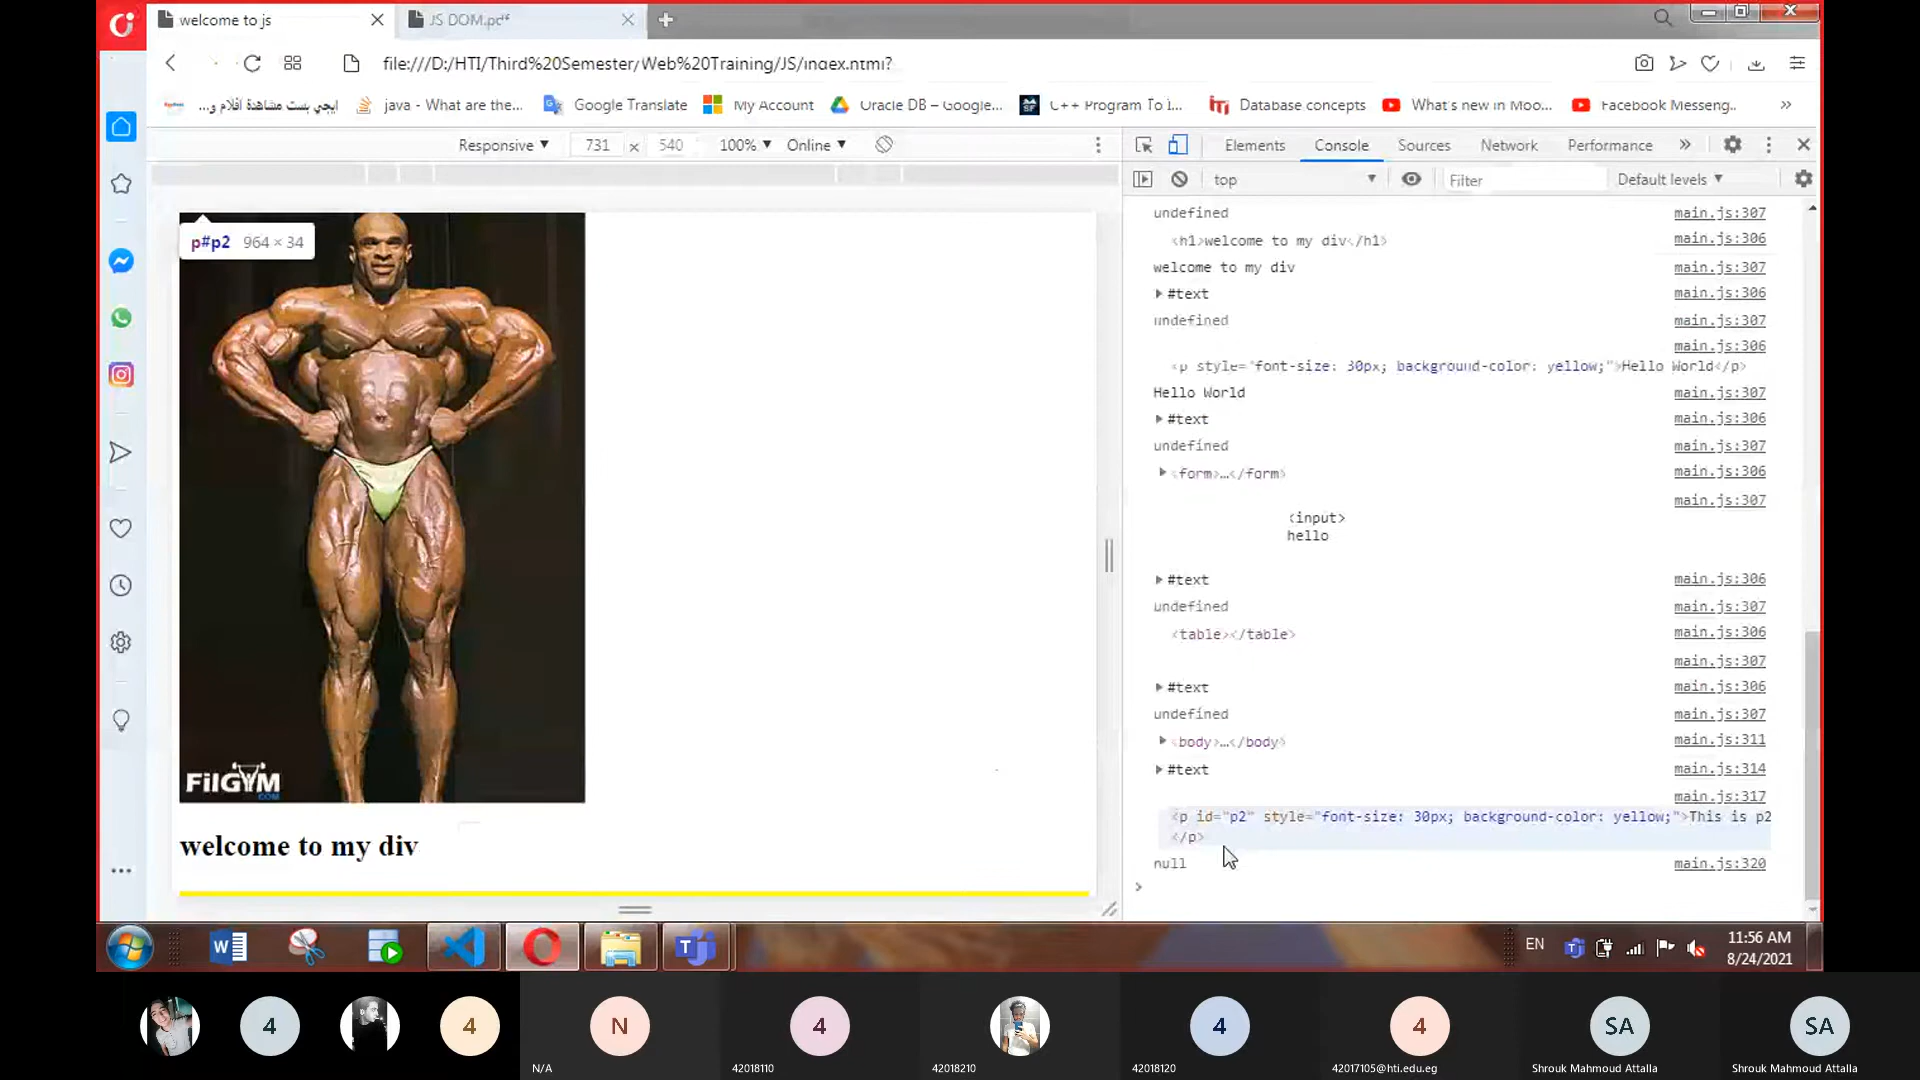 welcome to js
JS DOM.pdf
file:///D:/HTI/Third%20Semester/Web%20Training/JS/index.html?
ايجي بست مشاهدة افلام و...
java - What are the...
Google Translate
My Account
Oracle DB – Google...
C++ Program To I...
Database concepts
What's new in Moo...
Facebook Messeng..
»
Responsive ▼ 731 x 540 100% ▼ Online ▼
Elements Console Sources Network Performance »
top Filter Default levels ▼
p#p2 964 × 34
FilGYM
.COM
welcome to my div
undefined main.js:307
<h1>welcome to my div</h1> main.js:306
welcome to my div main.js:307
#text main.js:306
undefined main.js:307
main.js:306
<p style="font-size: 30px; background-color: yellow;">Hello World</p>
Hello World main.js:307
#text main.js:306
undefined main.js:307
<form>…</form> main.js:306
main.js:307
<input>
hello
#text main.js:306
undefined main.js:307
<table></table> main.js:306
main.js:307
#text main.js:306
undefined main.js:307
<body>…</body> main.js:311
#text main.js:314
main.js:317
<p id="p2" style="font-size: 30px; background-color: yellow;">This is p2
</p>
null main.js:320
>
EN
11:56 AM
8/24/2021
4
4
N
4
4
4
SA
SA
N/A
42018110
42018210
42018120
42017105@hti.edu.eg
Shrouk Mahmoud Attalla
Shrouk Mahmoud Attalla